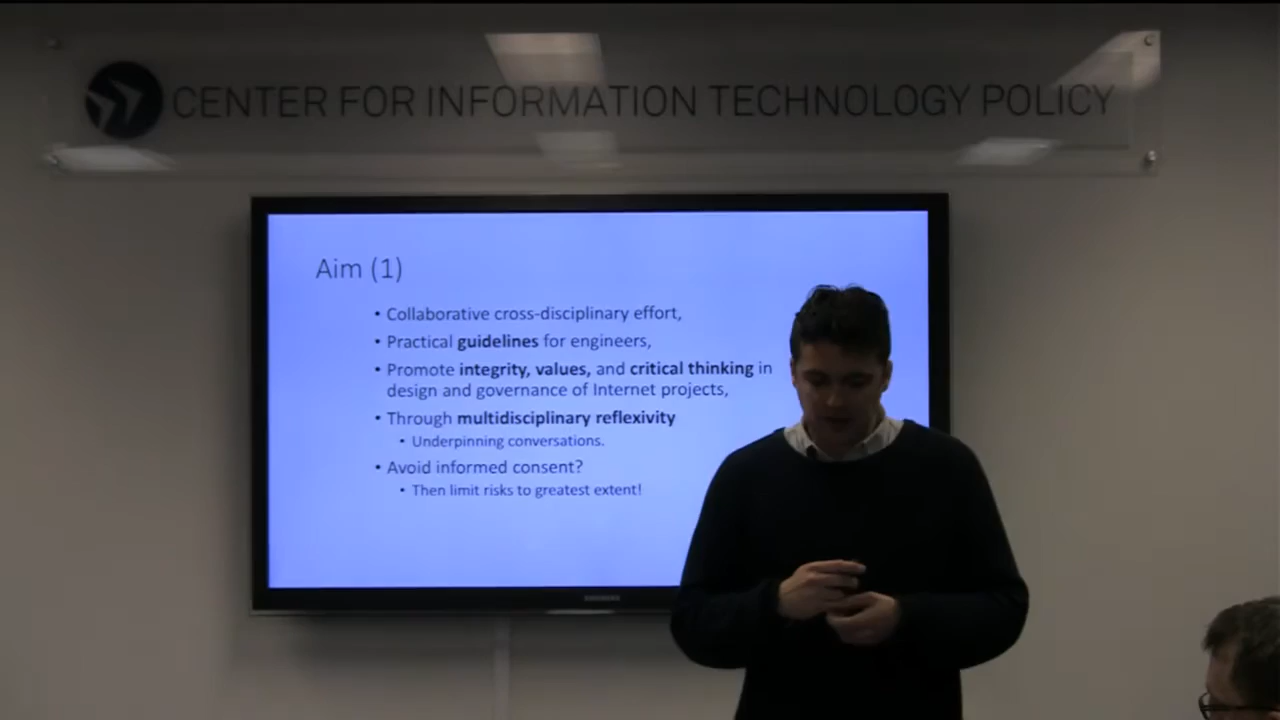 CENTER FOR INFORMATION TECHNOLOGY POLICY
Aim (1)
• Collaborative cross-disciplinary effort,
• Practical guidelines for engineers,
• Promote integrity, values, and critical thinking in
design and governance of Internet projects,
• Through multidisciplinary reflexivity
• Underpinning conversations.
• Avoid informed consent?
• Then limit risks to greatest extent!